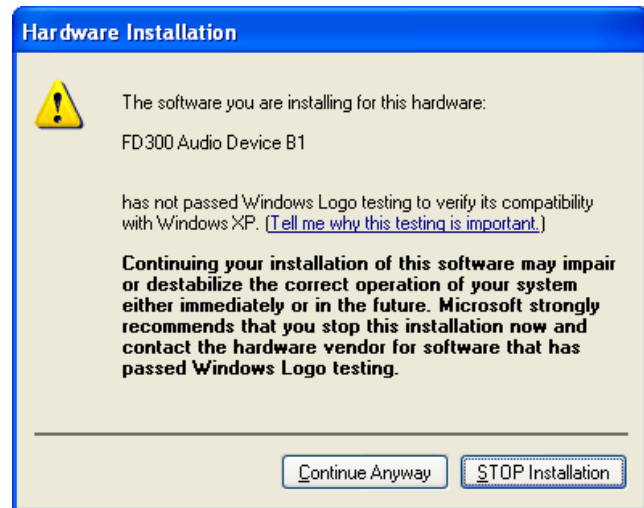 Hardware Installation
The software you are installing for this hardware:
FD300 Audio Device B1
has not passed Windows Logo testing to verify its compatibility
with Windows XP. (Tell me why this testing is important.)
Continuing your installation of this software may impair
or destabilize the correct operation of your system
either immediately or in the future. Microsoft strongly
recommends that you stop this installation now and
contact the hardware vendor for software that has
passed Windows Logo testing.
Continue Anyway STOP Installation